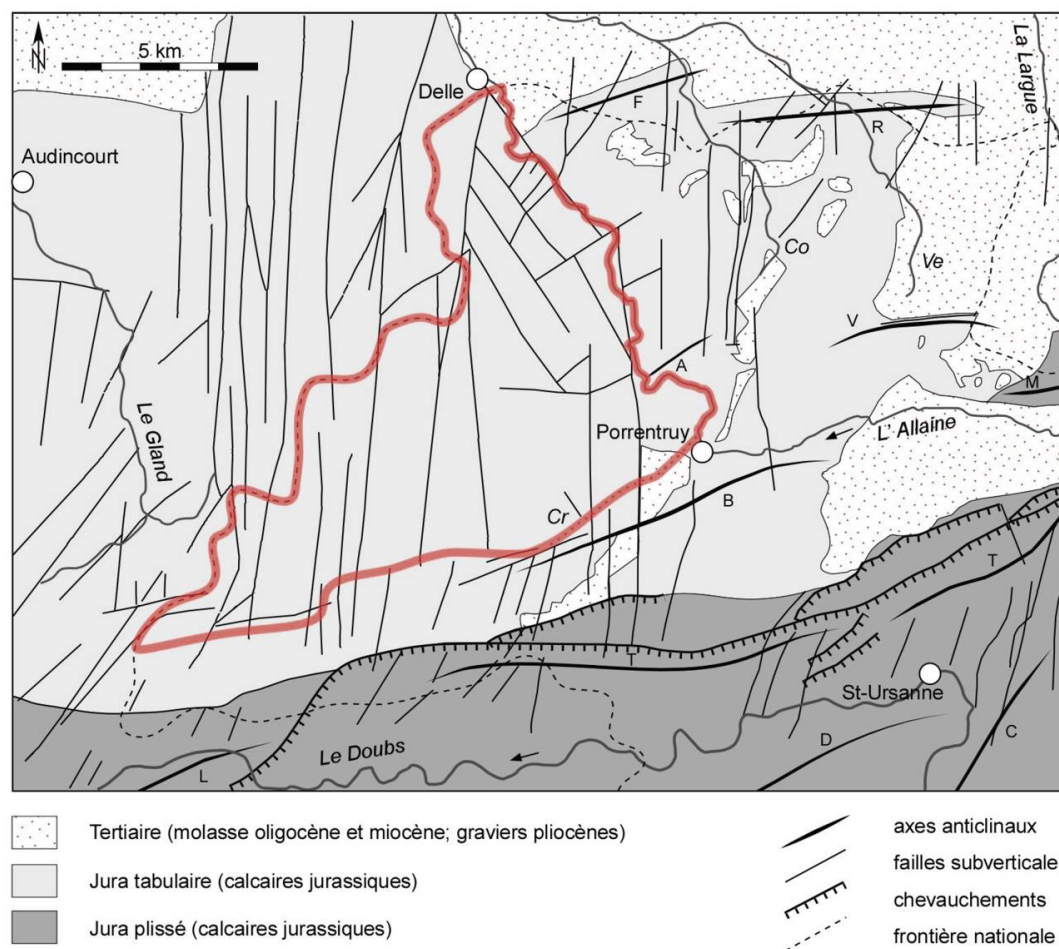 N
5 km
La Largue
Delle
F
R
Audincourt
Co
Ve
V
A
M
Le Gland
Porrentruy
L' Allaine
B
Cr
T
T
St-Ursanne
Le Doubs
D
C
L
Tertiaire (molasse oligocène et miocène; graviers pliocènes)
Jura tabulaire (calcaires jurassiques)
Jura plissé (calcaires jurassiques)
axes anticlinaux
failles subverticale
chevauchements
frontière nationale